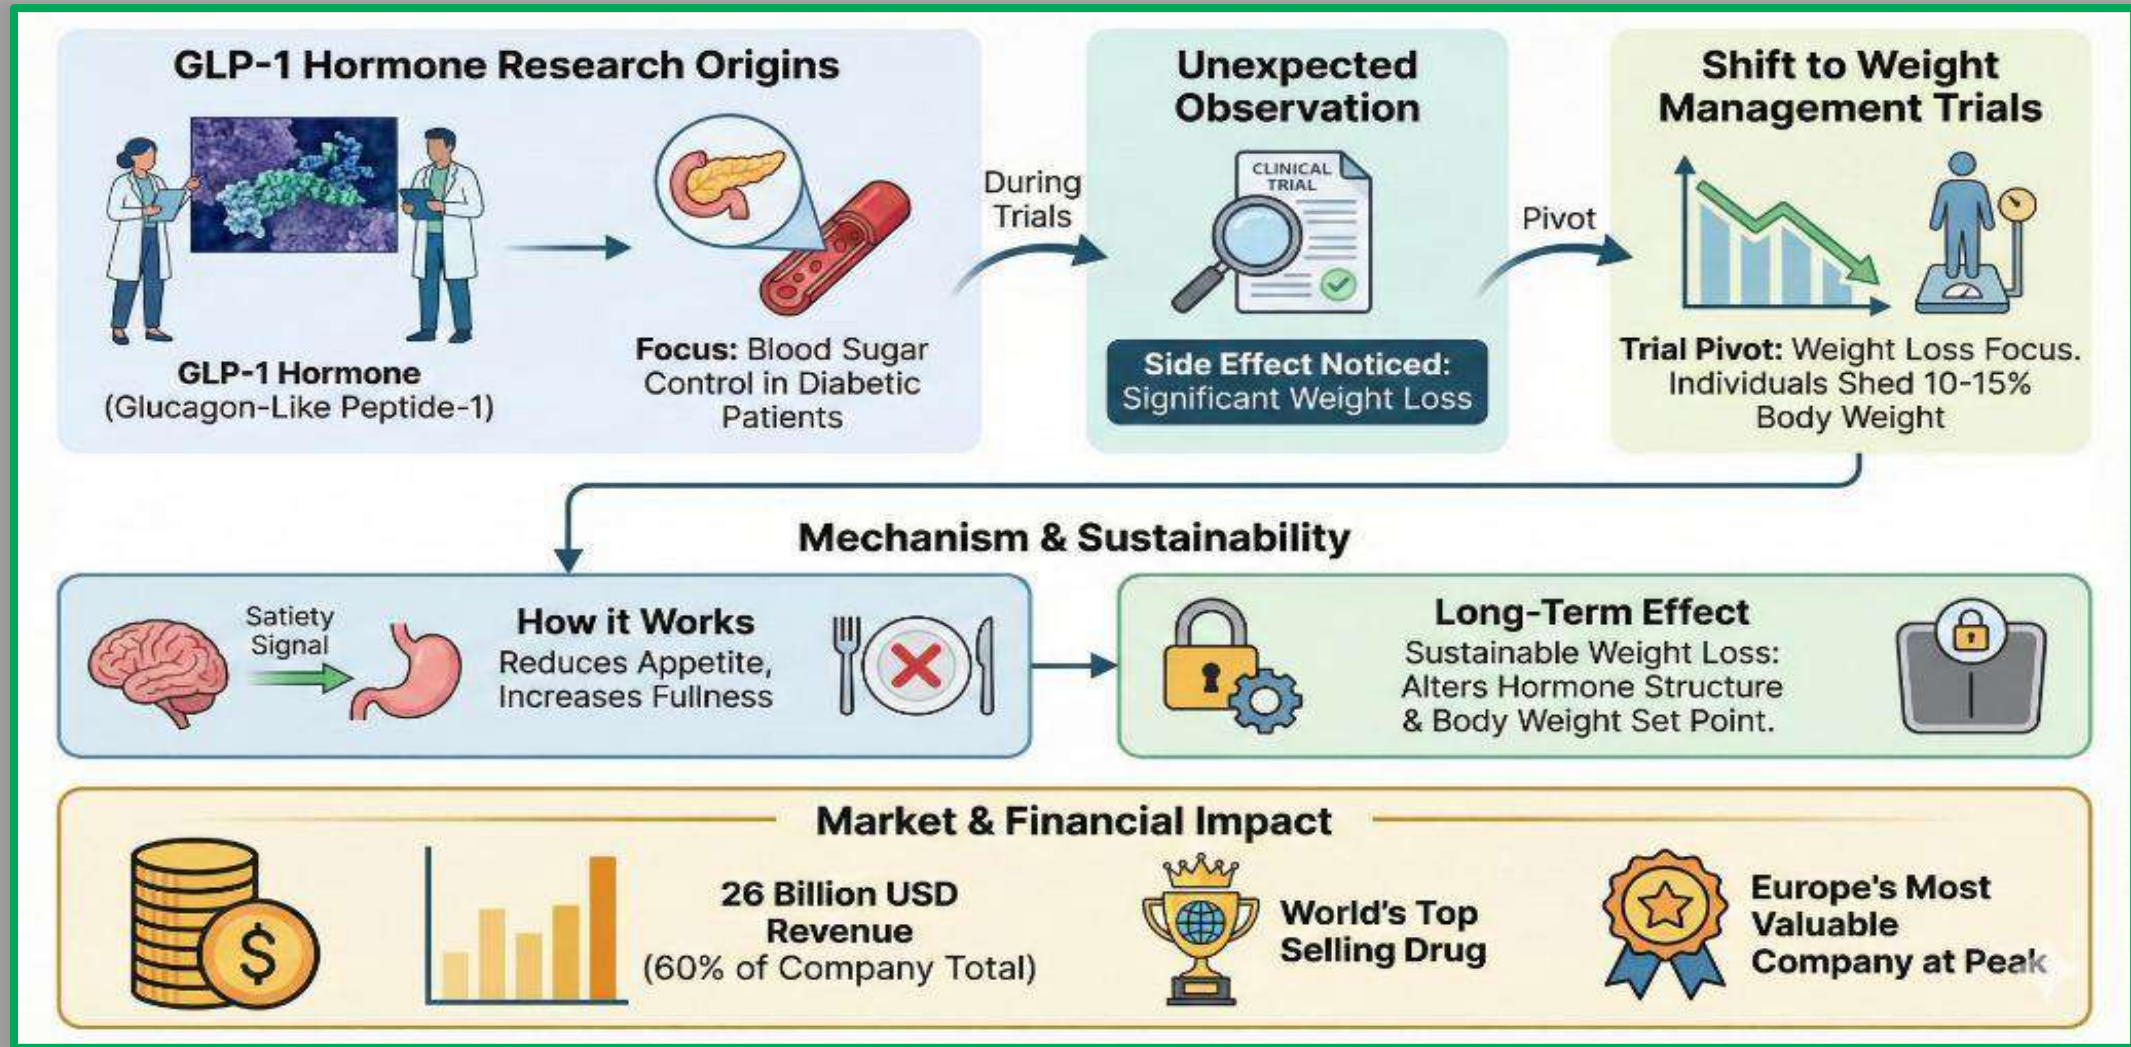 GLP-1 Hormone Research Origins
GLP-1 Hormone
(Glucagon-Like Peptide-1)
Focus: Blood Sugar
Control in Diabetic
Patients
During
Trials
Unexpected
Observation
CLINICAL
TRIAL
Side Effect Noticed:
Significant Weight Loss
Pivot
Shift to Weight
Management Trials
Trial Pivot: Weight Loss Focus.
Individuals Shed 10-15%
Body Weight
Mechanism & Sustainability
Satiety
Signal
How it Works
Reduces Appetite,
Increases Fullness
Long-Term Effect
Sustainable Weight Loss:
Alters Hormone Structure
& Body Weight Set Point.
Market & Financial Impact
$
26 Billion USD
Revenue
(60% of Company Total)
World's Top
Selling Drug
Europe's Most
Valuable
Company at Peak